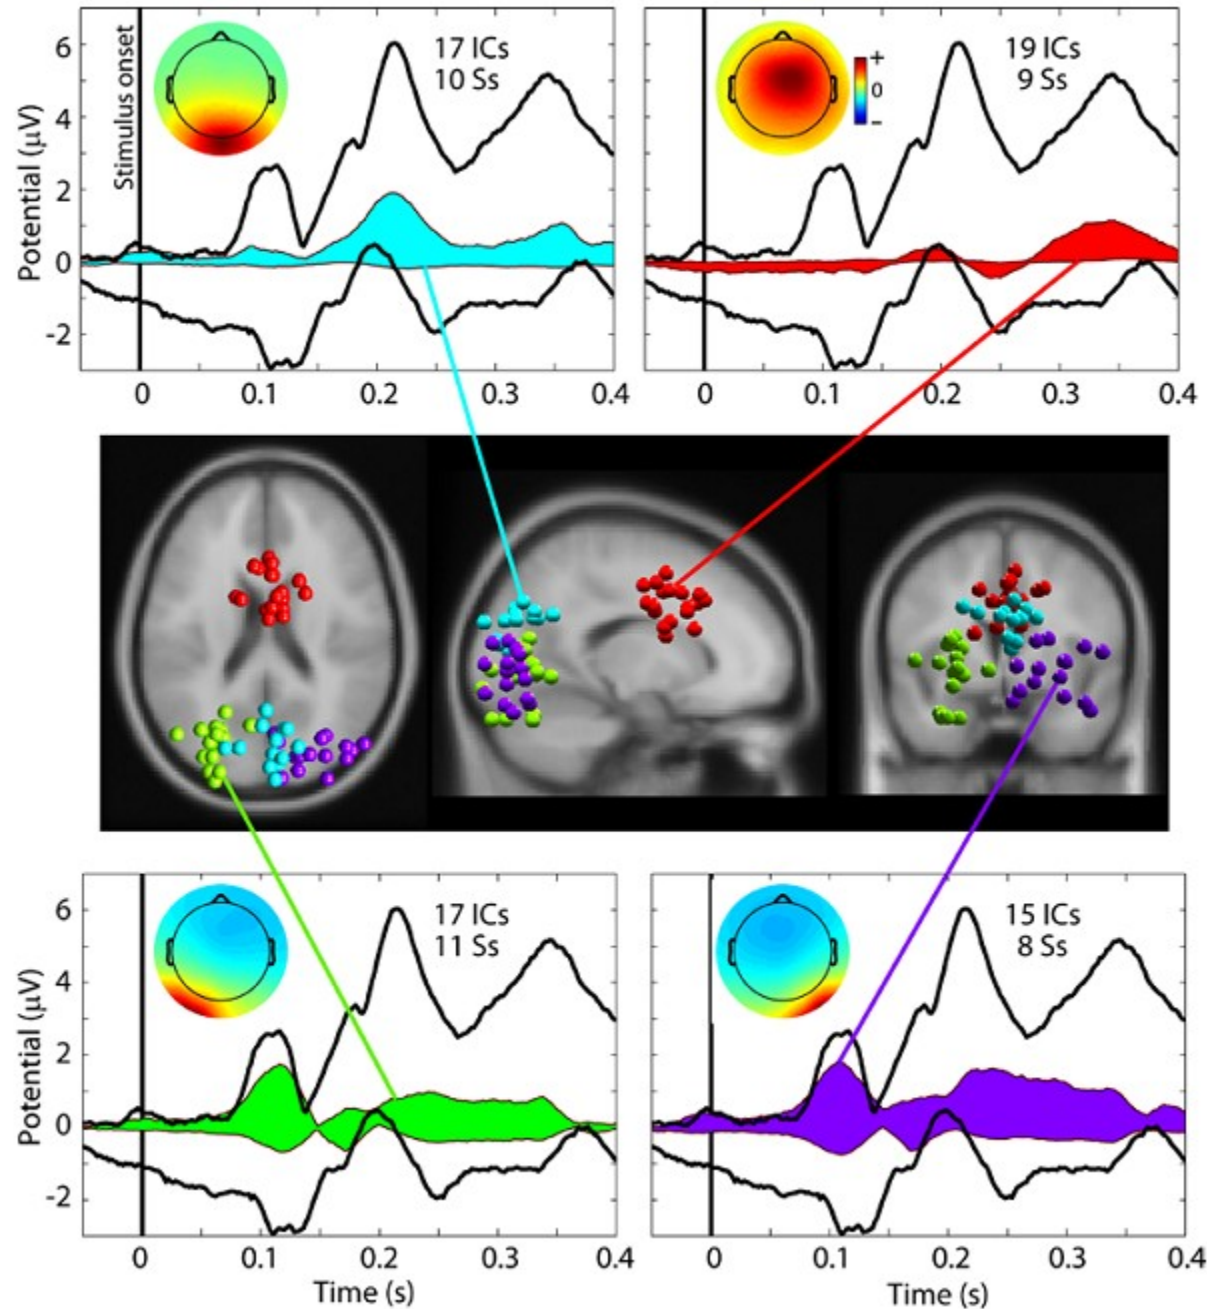 Stimulus onset
Potential (μV)
6
4
2
0
-2
17 ICs
10 Ss
0
0.1
0.2
0.3
0.4
19 ICs
9 Ss
+
0
−
0
0.1
0.2
0.3
0.4
Potential (μV)
6
4
2
0
-2
17 ICs
11 Ss
0
0.1
0.2
0.3
0.4
Time (s)
15 ICs
8 Ss
0
0.1
0.2
0.3
0.4
Time (s)